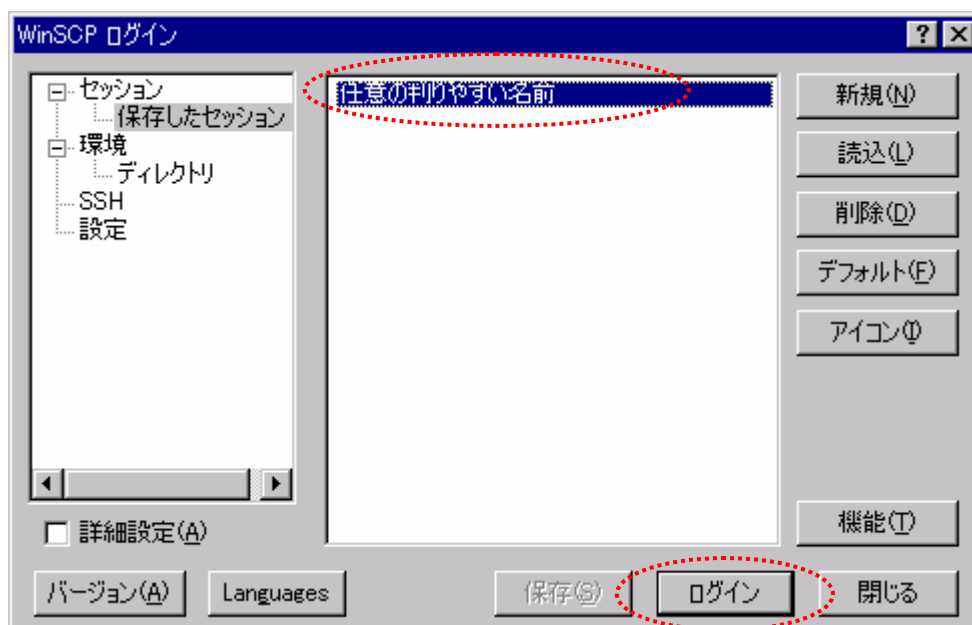 WinSCP ログイン
セッション
保存したセッション
環境
ディレクトリ
SSH
設定
任意の判りやすい名前
新規(N)
読込(L)
削除(D)
デフォルト(F)
アイコン(I)
機能(T)
詳細設定(A)
バージョン(A)
Languages
保存(S)
ログイン
閉じる